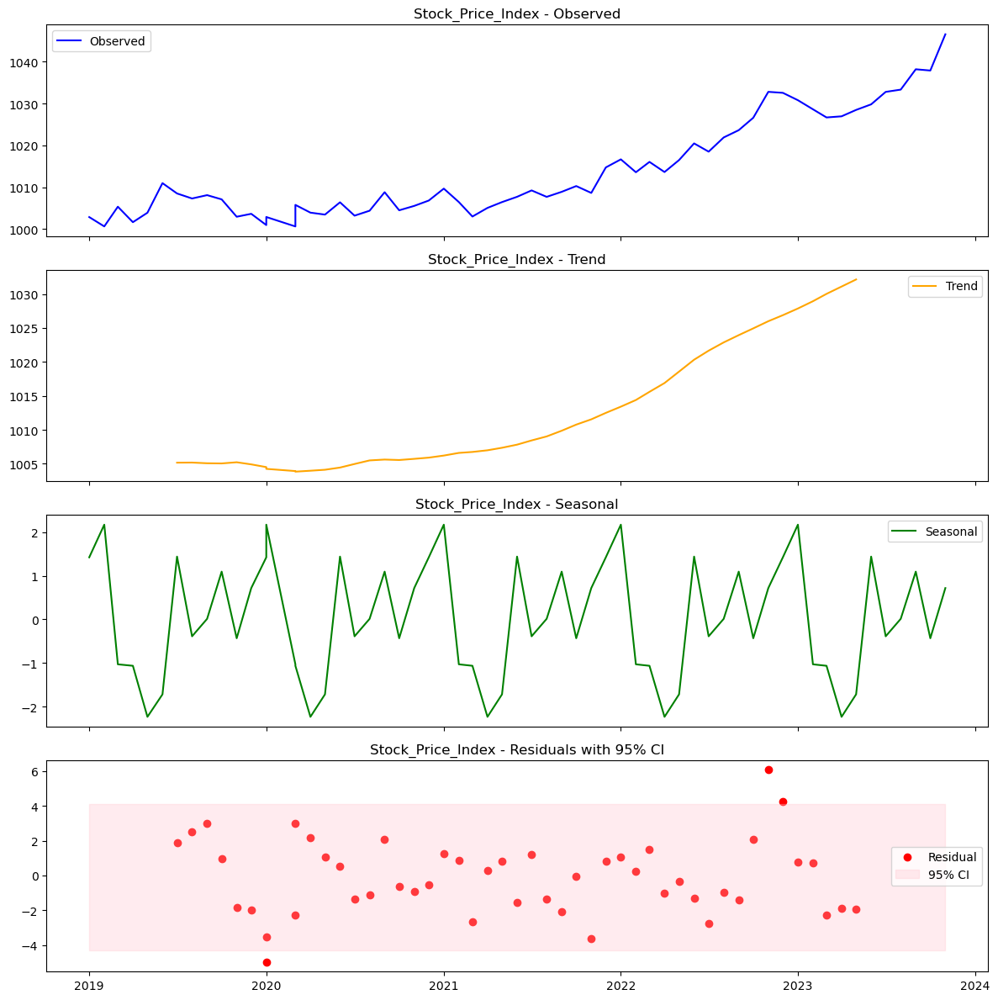 Stock_Price_Index - Observed
Observed
1040
1030
1020
1010
1000
Stock_Price_Index - Trend
Trend
1030
1025
1020
1015
1010
1005
Stock_Price_Index - Seasonal
Seasonal
2
1
0
−1
−2
Stock_Price_Index - Residuals with 95% CI
6
4
2
0
−2
−4
Residual
95% CI
2019 2020 2021 2022 2023 2024